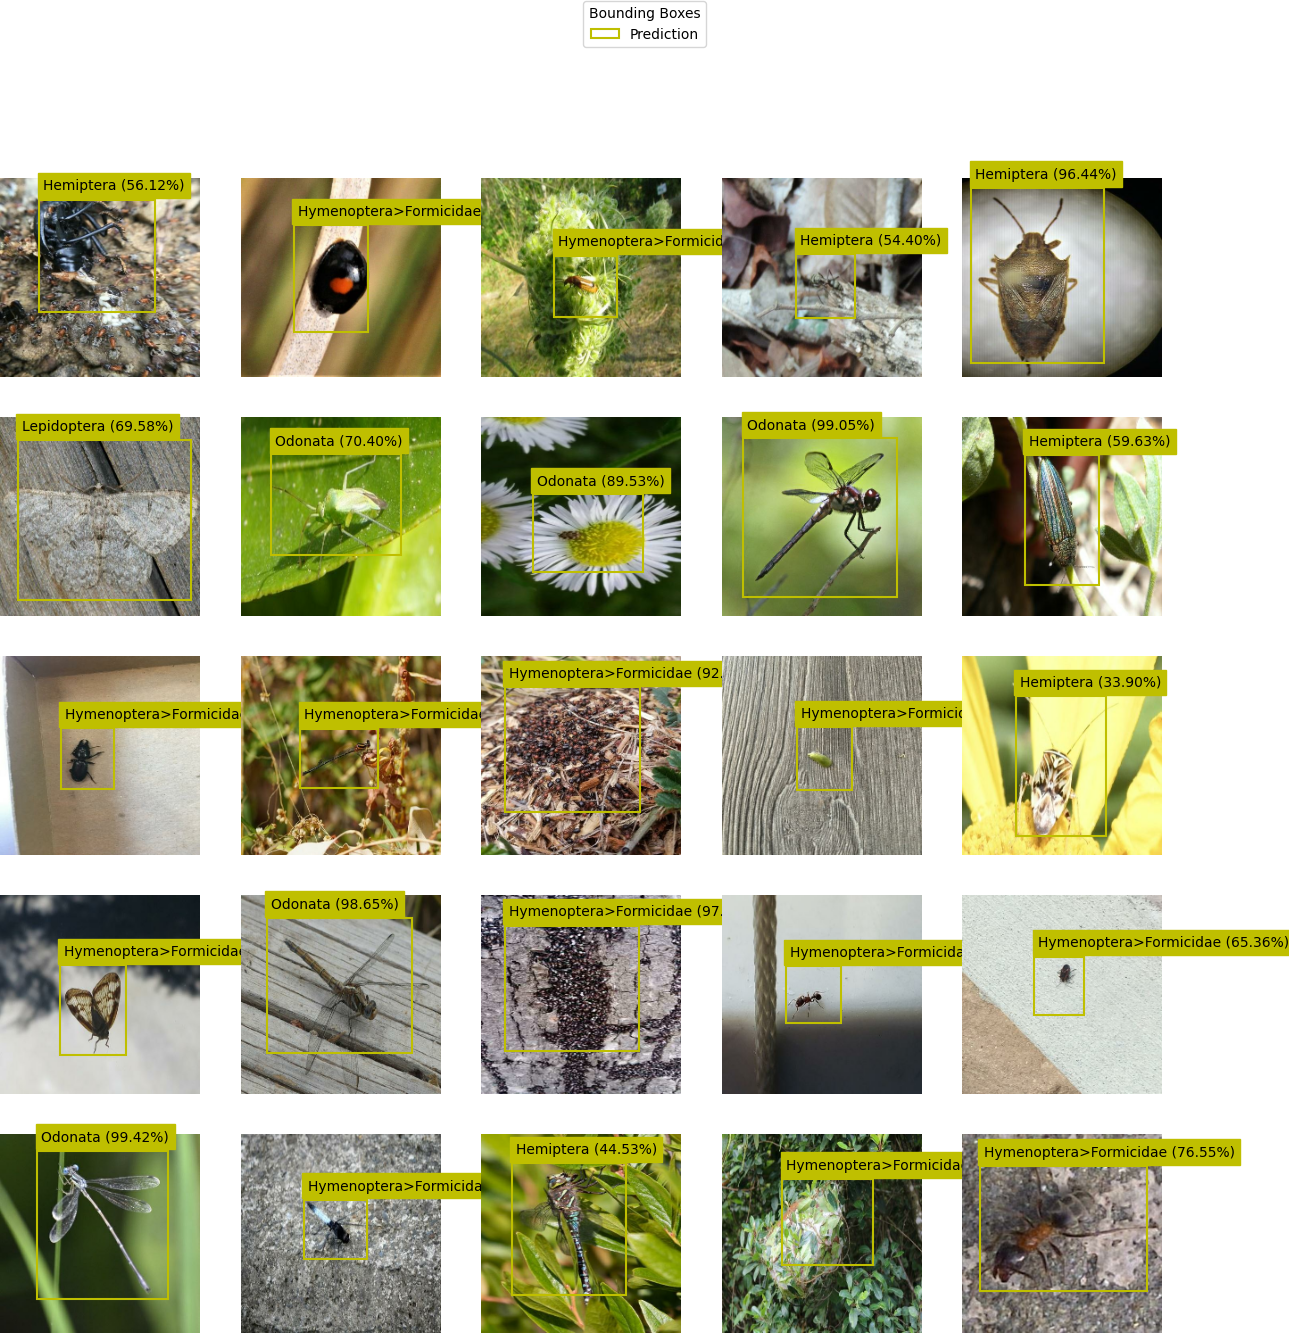 Bounding Boxes
Prediction
Hemiptera (56.12%)
Hymenoptera>Formicidae
Hymenoptera>Formicid
Hemiptera (54.40%)
Hemiptera (96.44%)
Lepidoptera (69.58%)
Odonata (70.40%)
Odonata (89.53%)
Odonata (99.05%)
Hemiptera (59.63%)
Hymenoptera>Formicidae
Hymenoptera>Formicidae
Hymenoptera>Formicidae (92.
Hymenoptera>Formicid
Hemiptera (33.90%)
Hymenoptera>Formicidae
Odonata (98.65%)
Hymenoptera>Formicidae (97.
Hymenoptera>Formicida
Hymenoptera>Formicidae (65.36%)
Odonata (99.42%)
Hymenoptera>Formicida
Hemiptera (44.53%)
Hymenoptera>Formicidae
Hymenoptera>Formicidae (76.55%)